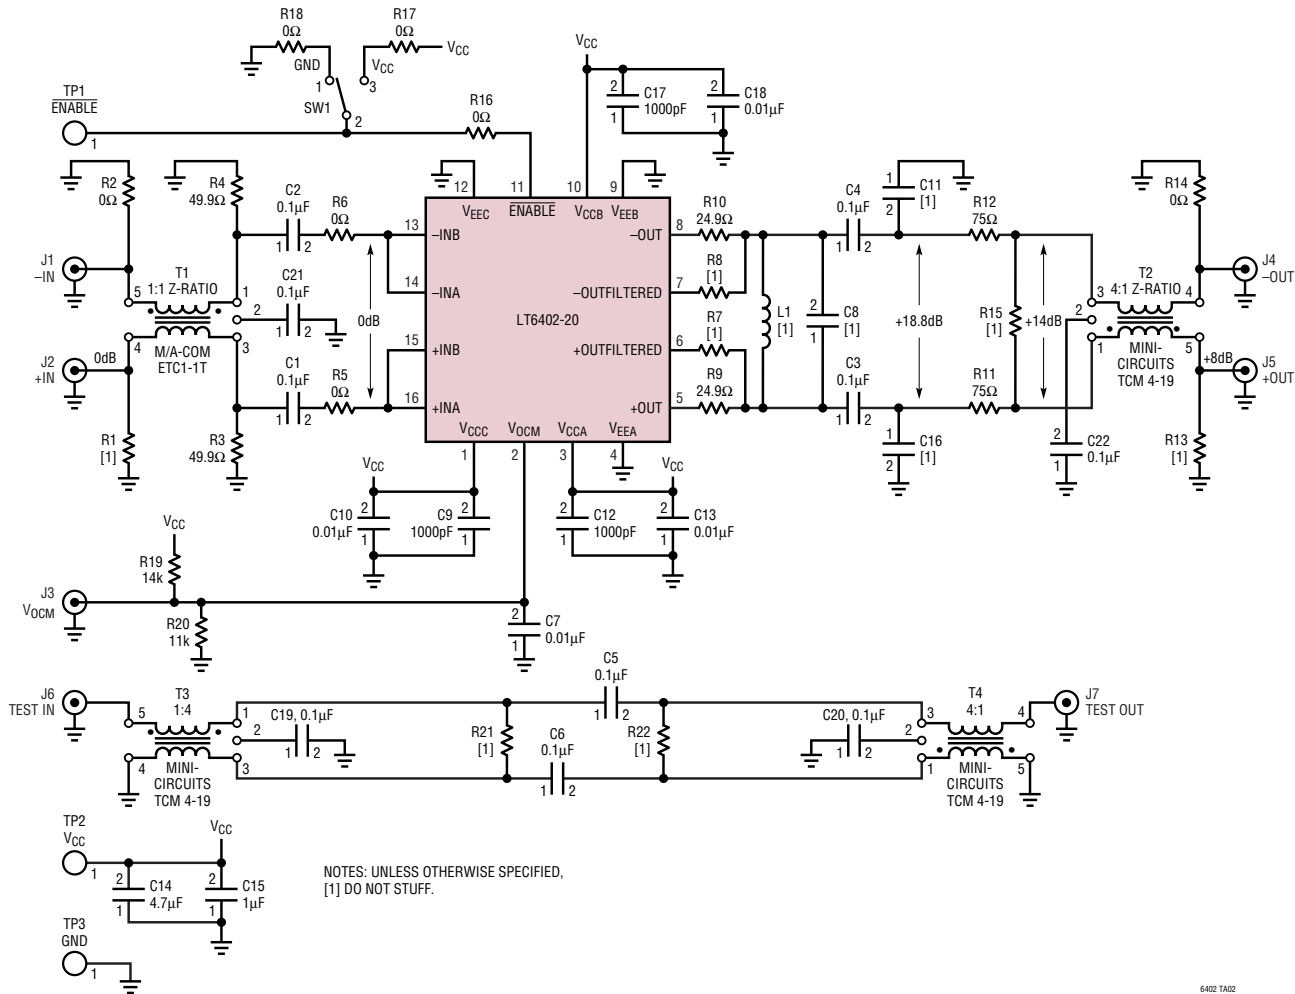 R18
0Ω
R17
0Ω
VCC
GND
VCC
1
3
SW1
2
TP1
ENABLE
1
R16
0Ω
VCC
2
C17
1000pF
1
2
C18
0.01µF
1
R2
0Ω
R4
49.9Ω
C2
0.1µF
1
2
R6
0Ω
12
11
10
9
VEEC
ENABLE
VCCB
VEEB
13
–INB
14
–INA
15
+INB
16
+INA
LT6402-20
–OUT
8
–OUTFILTERED
7
+OUTFILTERED
6
+OUT
5
VCCC
VOCM
VCCA
VEEA
1
2
3
4
R10
24.9Ω
R8
[1]
R7
[1]
R9
24.9Ω
L1
[1]
2
C8
[1]
1
C4
0.1µF
1
2
C3
0.1µF
1
2
1
C11
[1]
2
R12
75Ω
+18.8dB
R15
[1]
+14dB
R11
75Ω
1
C16
[1]
2
R14
0Ω
J4
–OUT
T2
4:1 Z-RATIO
3
4
2
1
5
MINI-
CIRCUITS
TCM 4-19
+8dB
J5
+OUT
2
C22
0.1µF
1
R13
[1]
J1
–IN
5
T1
1:1 Z-RATIO
1
2
C21
0.1µF
1
2
0dB
J2
+IN
0dB
4
3
M/A-COM
ETC1-1T
C1
0.1µF
1
2
R5
0Ω
R1
[1]
R3
49.9Ω
VCC
2
C10
0.01µF
1
2
C9
1000pF
1
VCC
2
C12
1000pF
1
2
C13
0.01µF
1
VCC
R19
14k
J3
VOCM
R20
11k
2
C7
0.01µF
1
J6
TEST IN
T3
1:4
5
1
2
4
3
MINI-
CIRCUITS
TCM 4-19
C19, 0.1µF
1
2
R21
[1]
C5
0.1µF
1
2
C6
0.1µF
1
2
R22
[1]
C20, 0.1µF
1
2
T4
4:1
3
4
2
1
5
MINI-
CIRCUITS
TCM 4-19
J7
TEST OUT
TP2
VCC
1
VCC
2
C14
4.7µF
1
2
C15
1µF
1
NOTES: UNLESS OTHERWISE SPECIFIED,
[1] DO NOT STUFF.
TP3
GND
1
6402 TA02